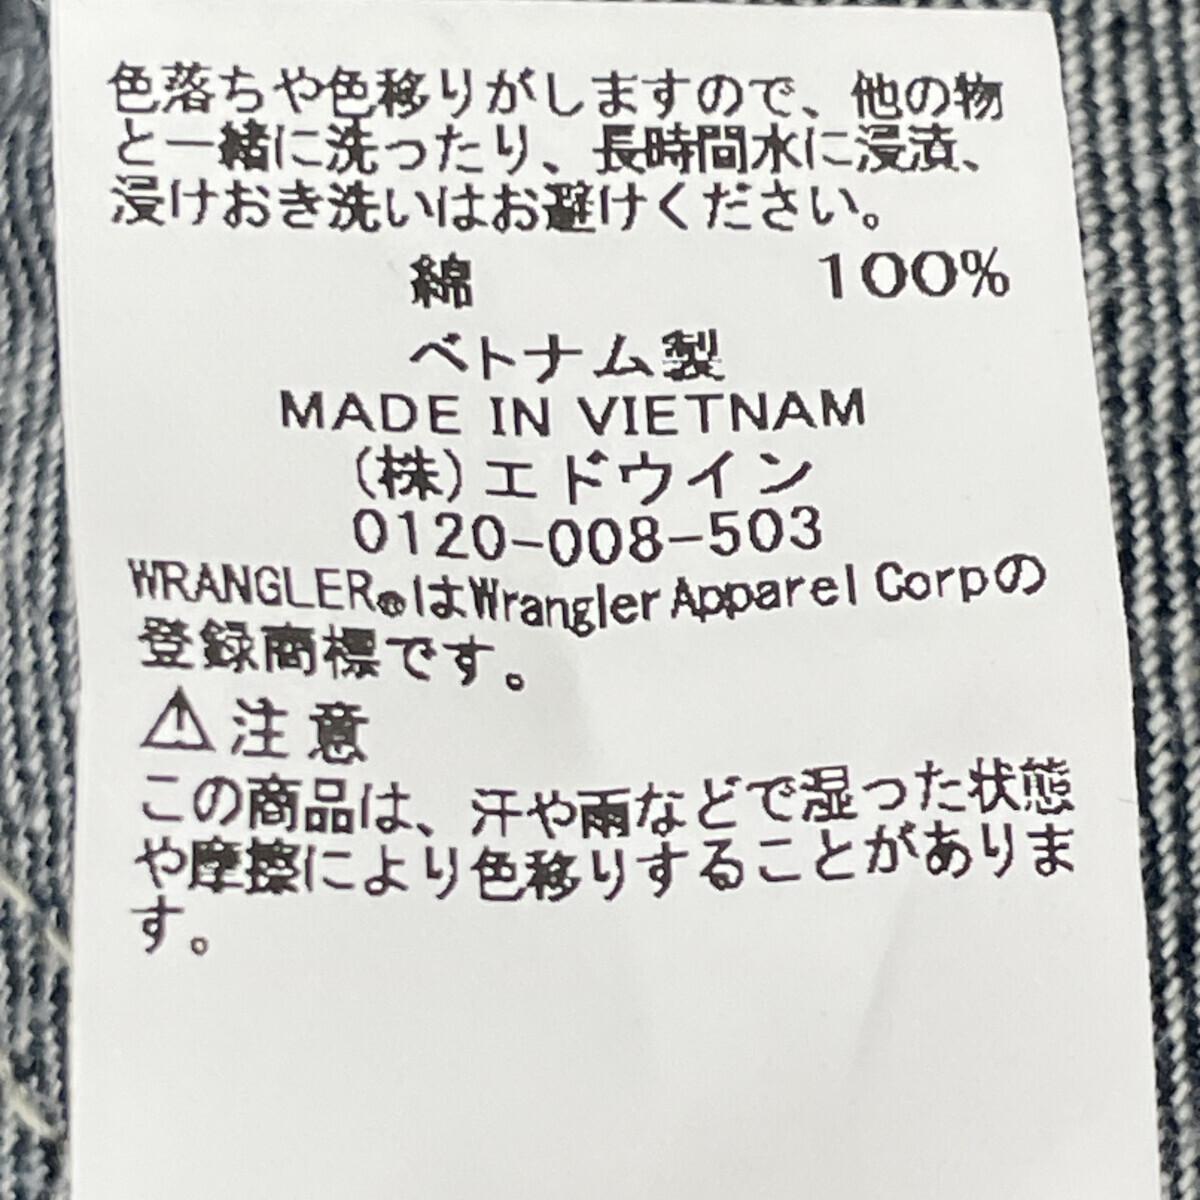 色落ちや色移りがしますので、他の物
と一緒に洗ったり、長時間水に浸漬、
浸けおき洗いはお避けください。
綿 100%
ベトナム製
MADE IN VIETNAM
(株)エドウイン
0120-008-503
WRANGLER®はWrangler Apparel Corpの
登録商標です。
⚠注意
この商品は、汗や雨などで湿った状態
や摩擦により色移りすることがありま
す。